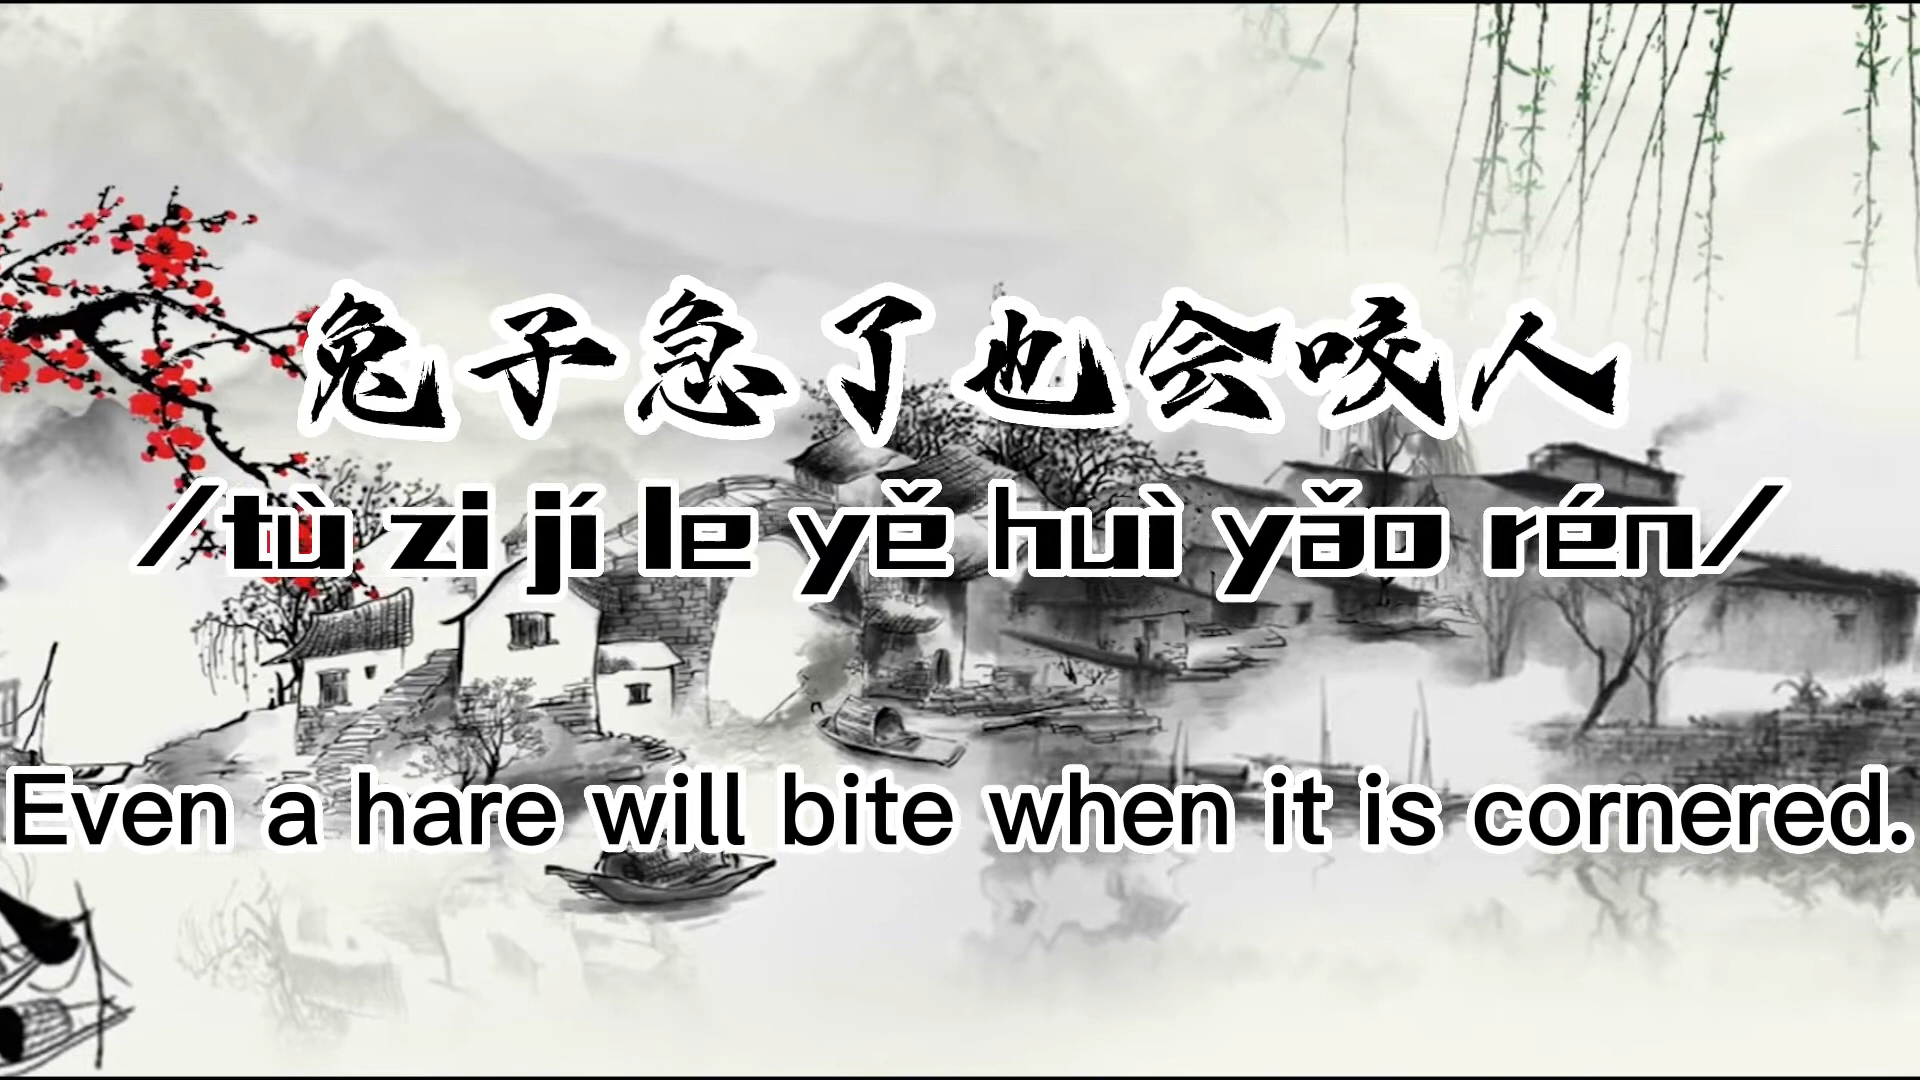 兔子急了也会咬人
/tù zi jí le yě huì yǎo rén/
Even a hare will bite when it is cornered.